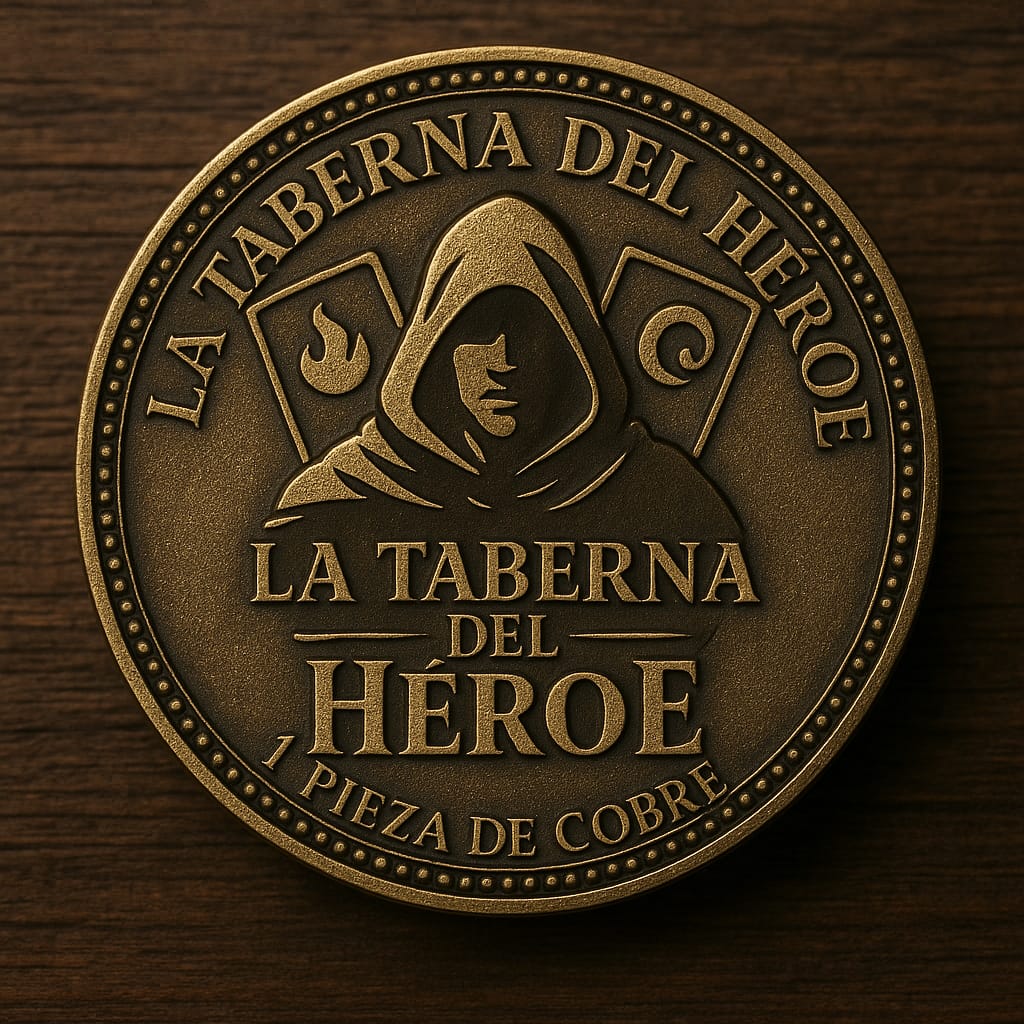 LA TABERNA DEL HÉROE
LA TABERNA
DEL
HÉROE
1 PIEZA DE COBRE